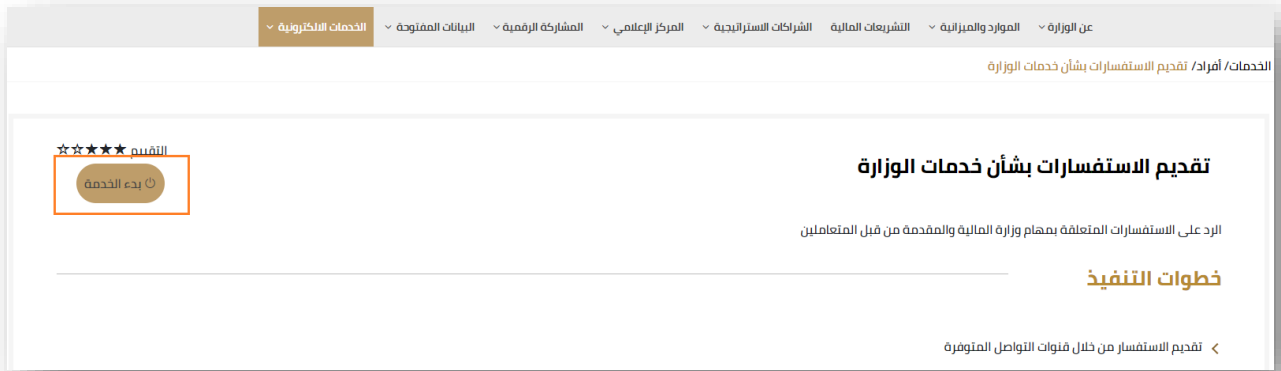 عن الوزارة الموارد والميزانية التشريعات المالية الشراكات الاستراتيجية المركز الإعلامي المشاركة الرقمية البيانات المفتوحة الخدمات الالكترونية
الخدمات/ أفراد/ تقديم الاستفسارات بشأن خدمات الوزارة
التقييم ★★★☆☆
تقديم الاستفسارات بشأن خدمات الوزارة
بدء الخدمة
الرد على الاستفسارات المتعلقة بمهام وزارة المالية والمقدمة من قبل المتعاملين
خطوات التنفيذ
تقديم الاستفسار من خلال قنوات التواصل المتوفرة